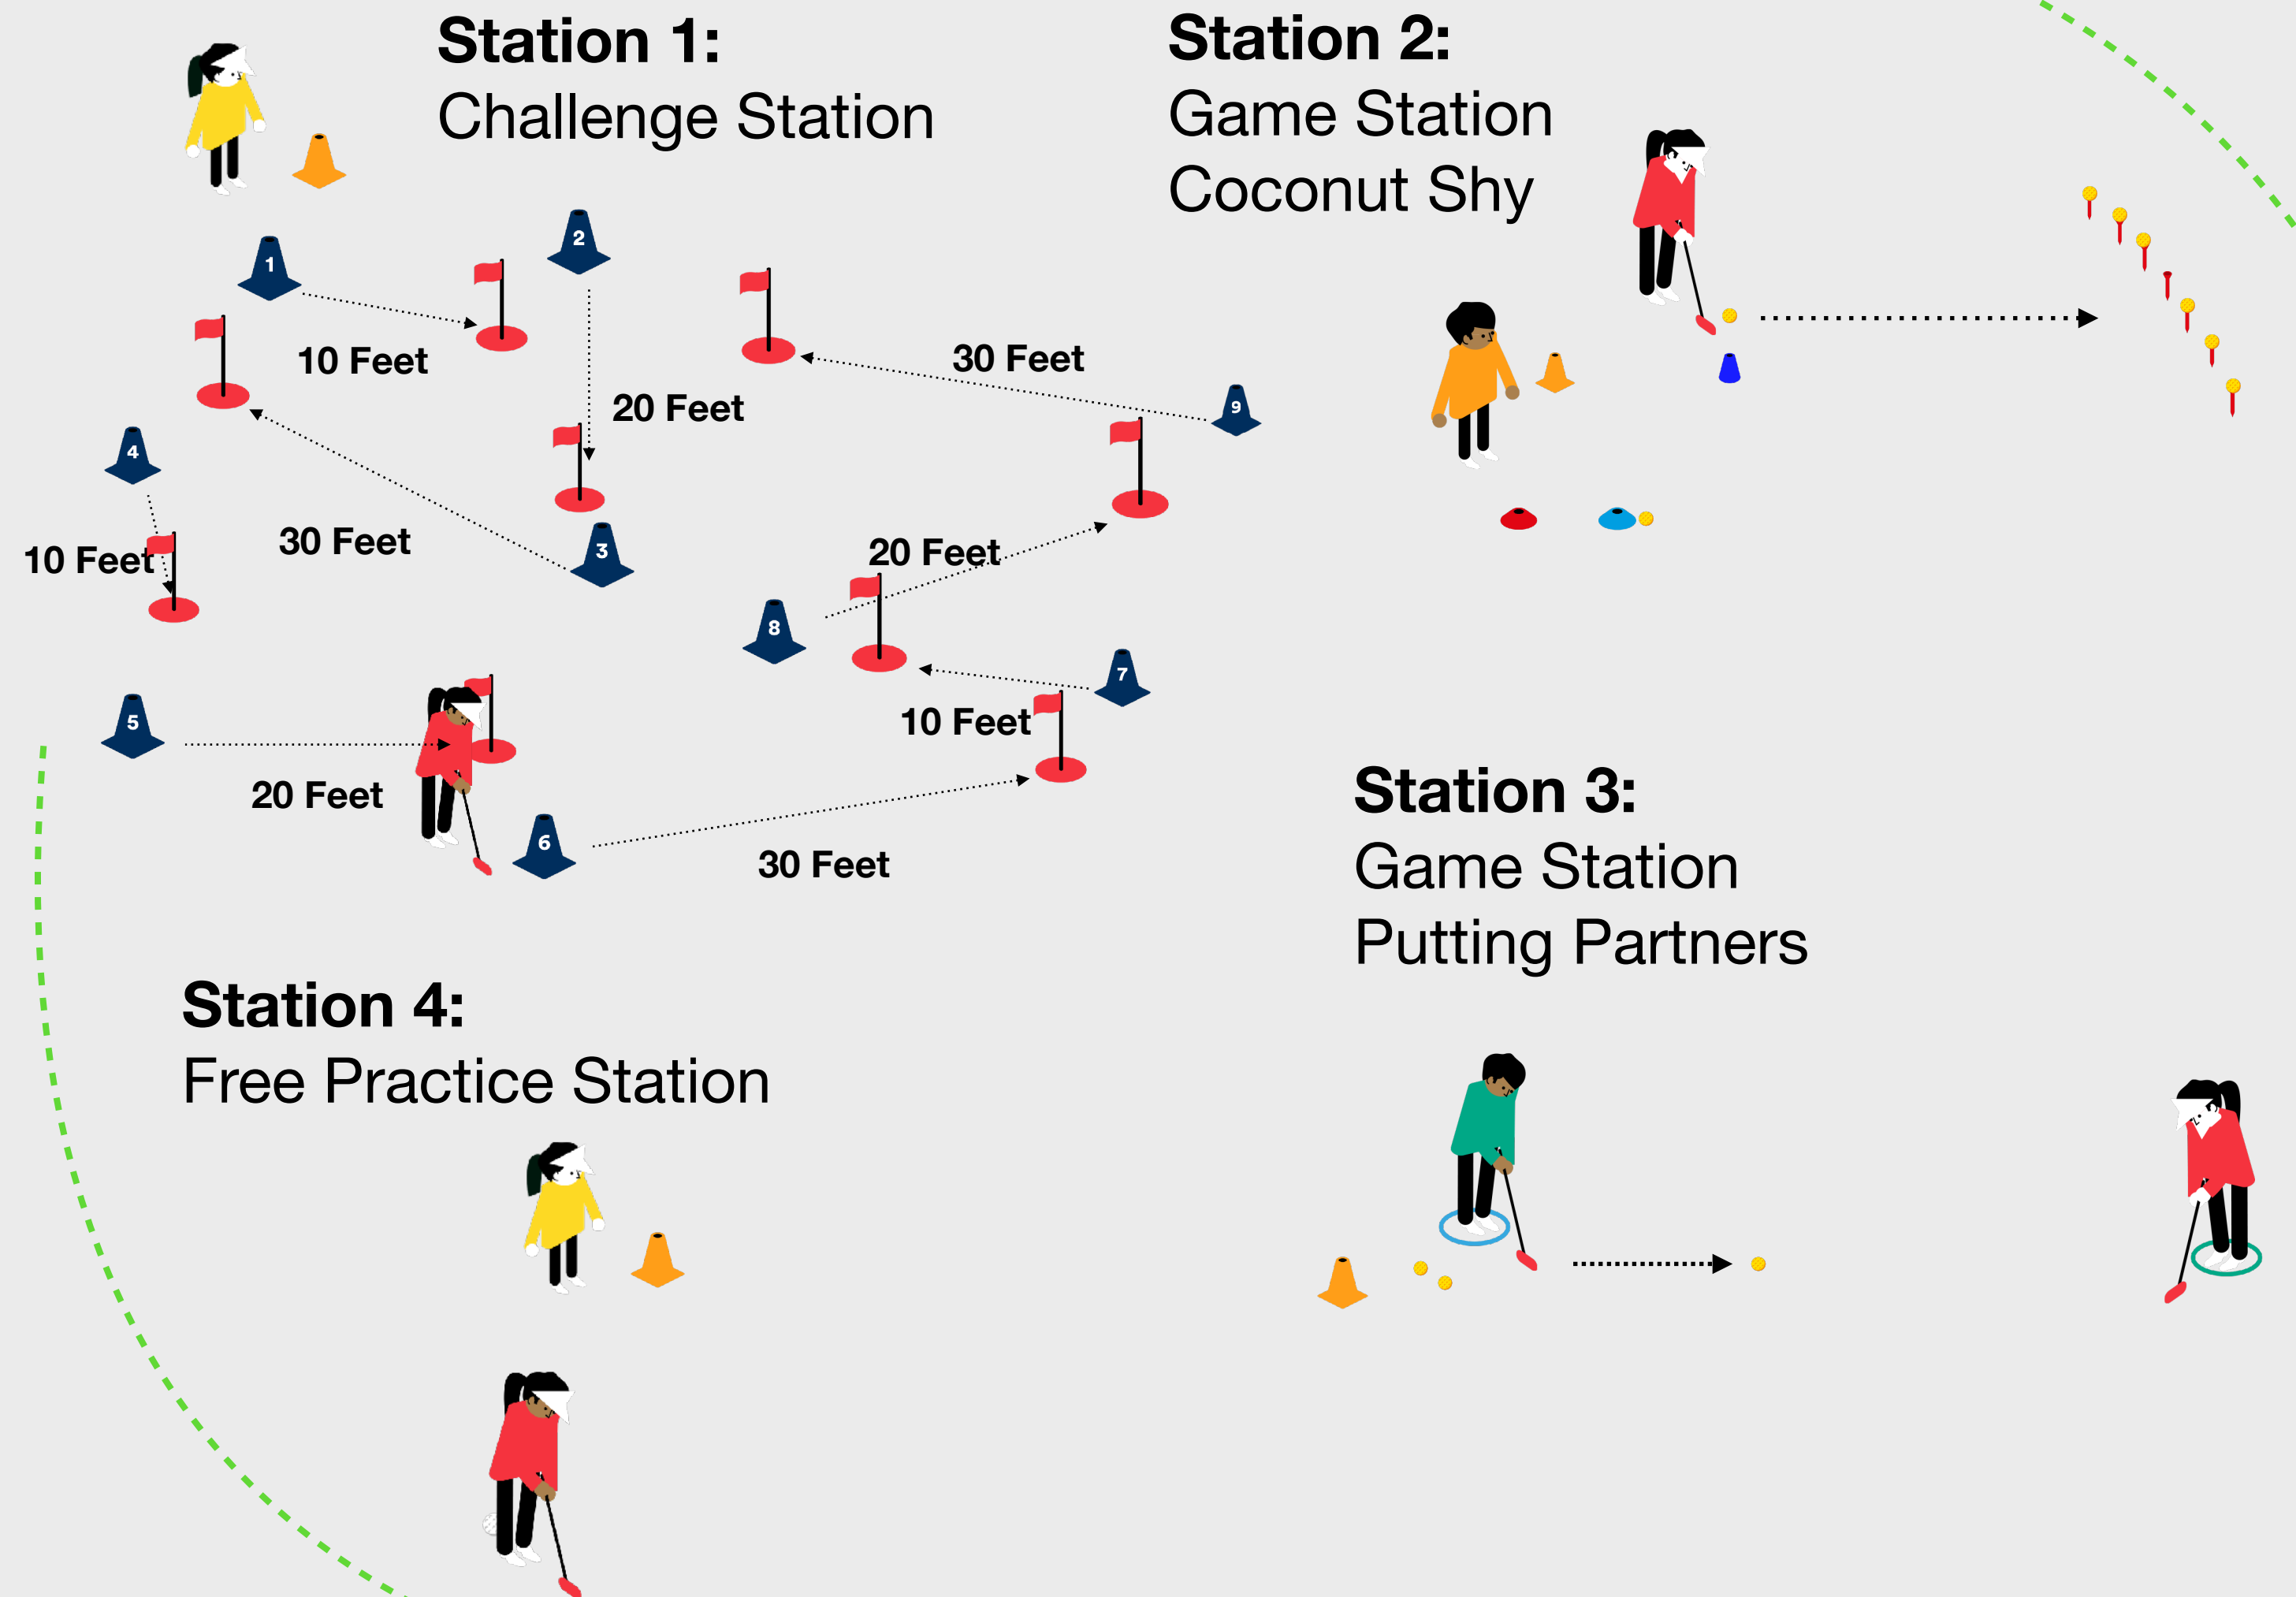 Station 1:
Challenge Station
1
2
10 Feet
20 Feet
30 Feet
9
4
3
10 Feet
30 Feet
20 Feet
8
7
10 Feet
5
20 Feet
6
30 Feet
Station 2:
Game Station
Coconut Shy
Station 3:
Game Station
Putting Partners
Station 4:
Free Practice Station